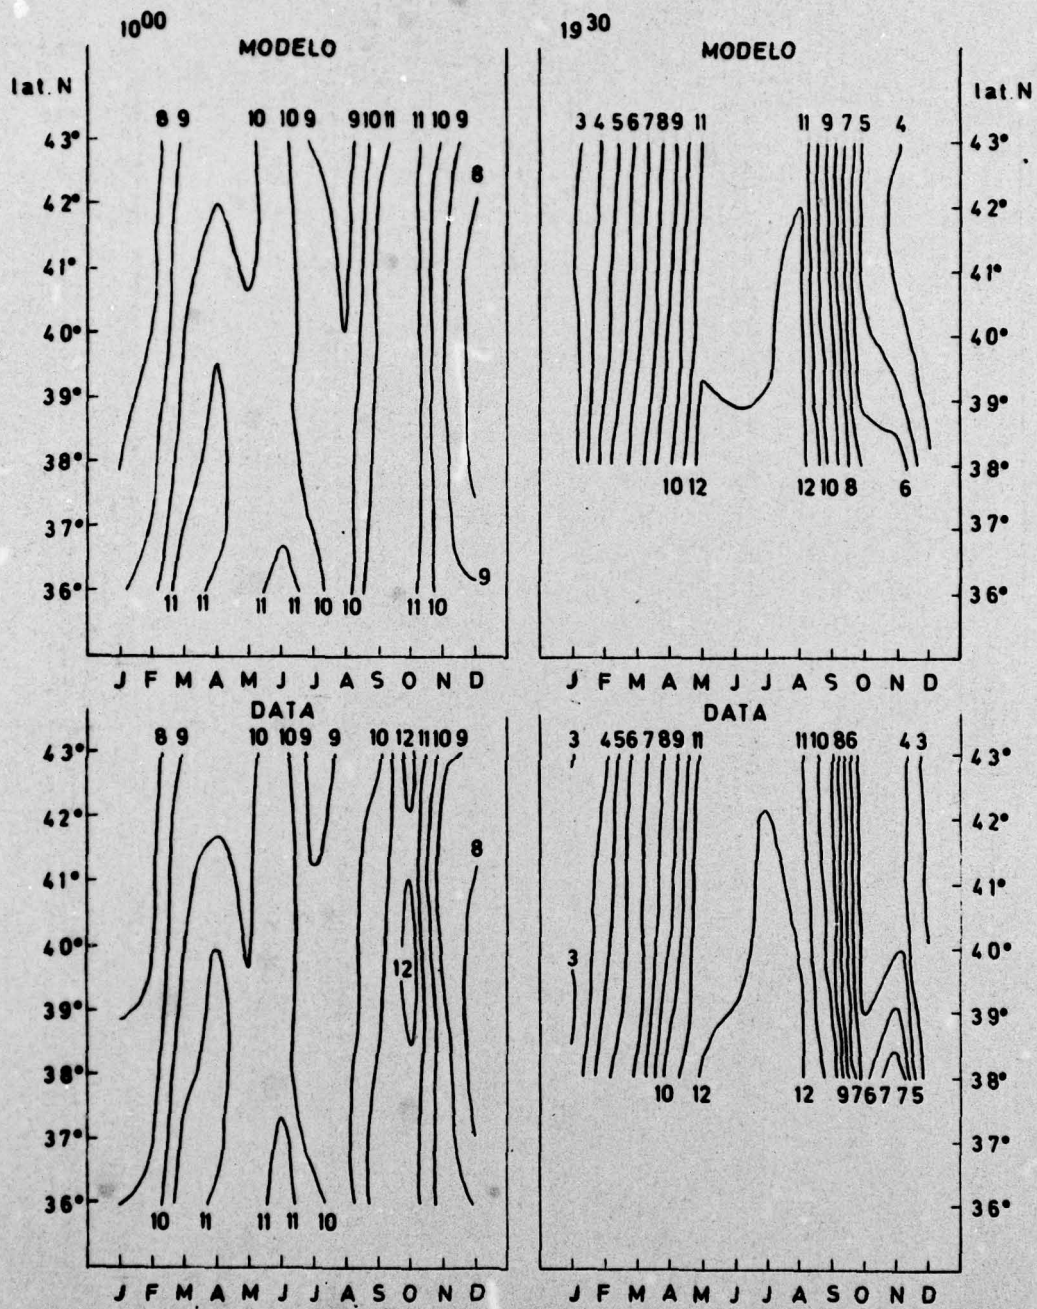 10⁰⁰
MODELO
lat. N
8 9 10 10 9 9 10 11 11 10 9
43°
8
42°
41°
40°
39°
38°
37°
9
36°
11 11 11 11 10 10 11 10
J F M A M J J A S O N D
19³⁰
MODELO
lat. N
3 4 5 6 7 8 9 11 11 9 7 5 4
43°
42°
41°
40°
39°
38°
10 12 12 10 8 6
37°
36°
J F M A M J J A S O N D
DATA
8 9 10 10 9 9 10 12 11 10 9
43°
42°
8
41°
40°
12
39°
38°
37°
36°
10 11 11 11 10
J F M A M J J A S O N D
DATA
3 4 5 6 7 8 9 11 11 10 8 6 4 3
43°
42°
41°
40°
3
39°
38°
10 12 12 9 7 6 7 7 5
37°
36°
J F M A M J J A S O N D